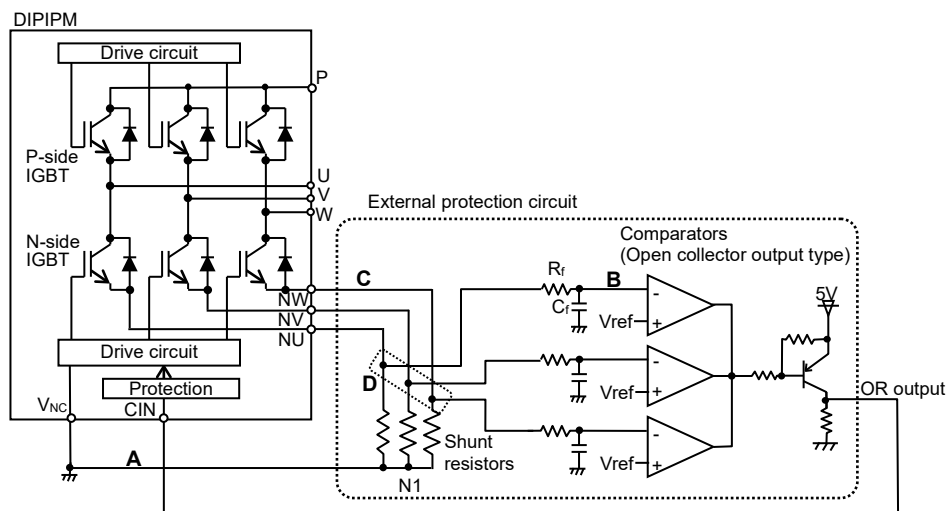 DIPIPM
Drive circuit
P
P-side
IGBT
U
V
W
External protection circuit
N-side
IGBT
Comparators
(Open collector output type)
C
Rf
B
-
5V
NW
Cf
Vref
+
NV
NU
Drive circuit
D
-
Protection
Vref
+
OR output
VNC
CIN
-
Shunt
resistors
A
Vref
+
N1